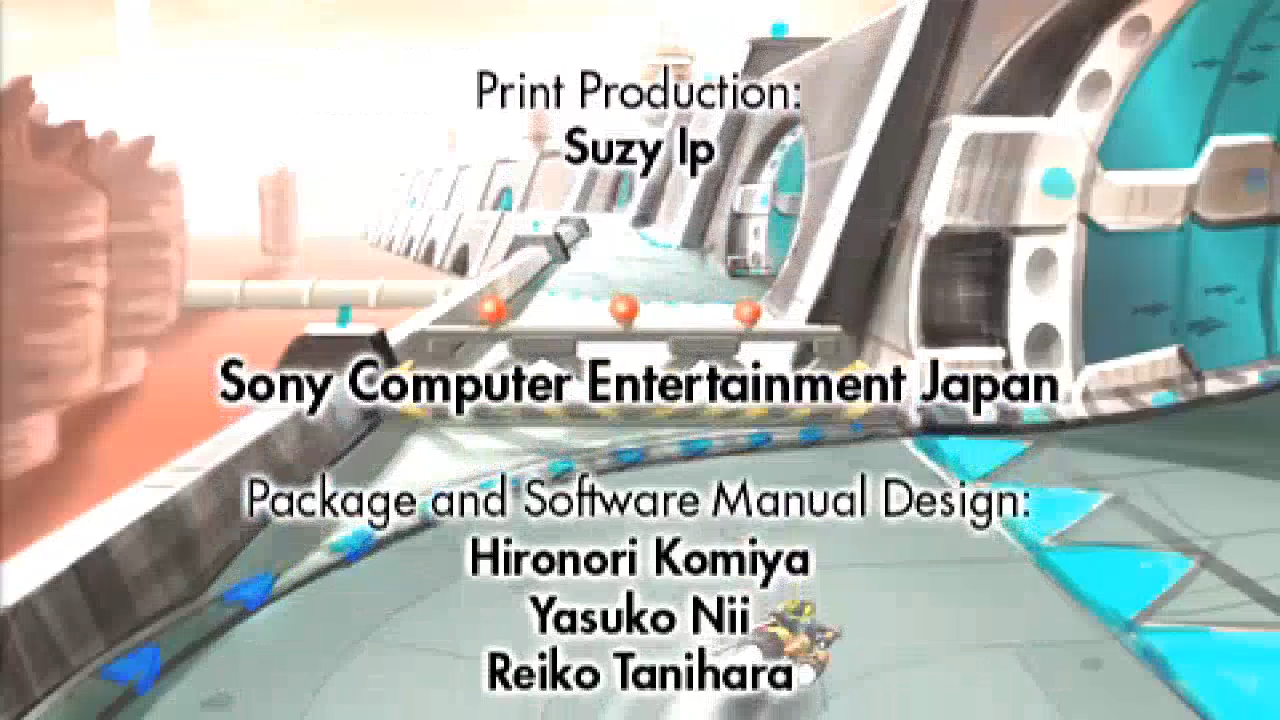 Print Production:
Suzy Ip
Sony Computer Entertainment Japan
Package and Software Manual Design:
Hironori Komiya
Yasuko Nii
Reiko Tanihara